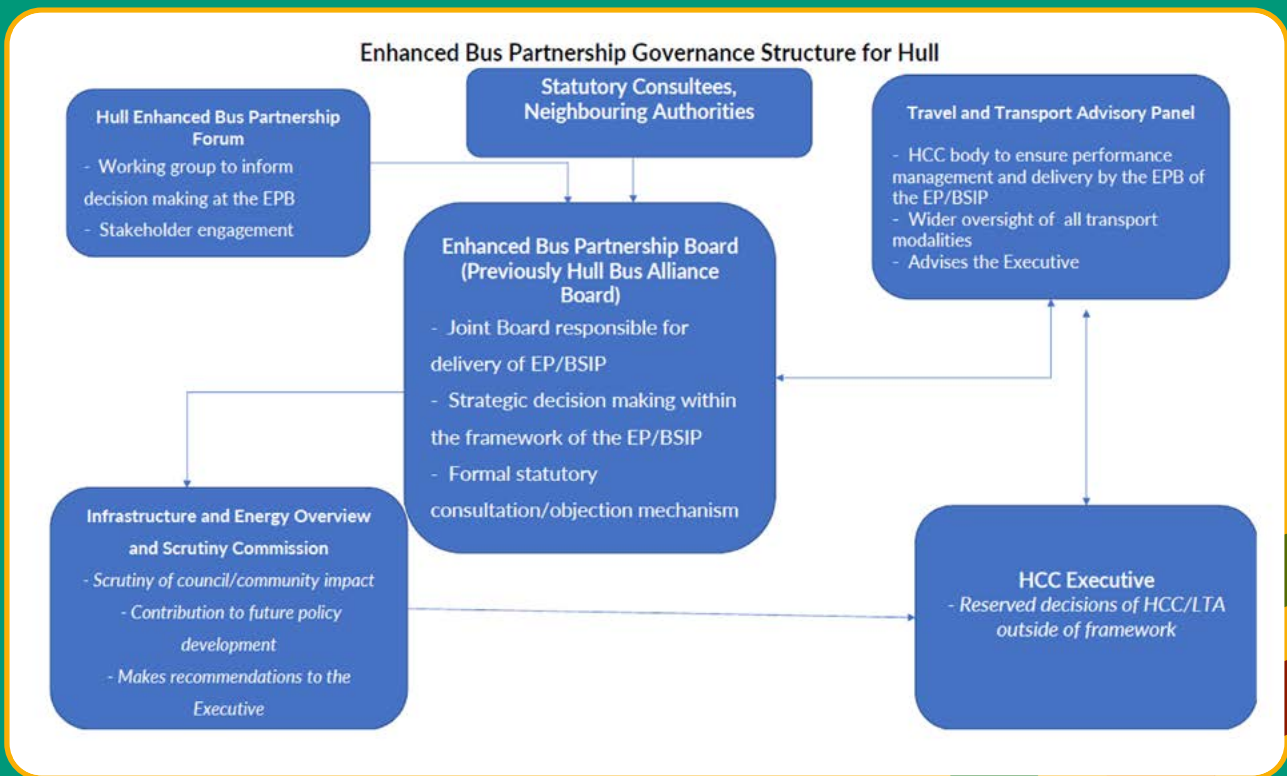 Enhanced Bus Partnership Governance Structure for Hull
Hull Enhanced Bus Partnership
Forum
- Working group to inform
decision making at the EPB
- Stakeholder engagement
Statutory Consultees,
Neighbouring Authorities
Travel and Transport Advisory Panel
- HCC body to ensure performance
management and delivery by the EPB of
the EP/BSIP
- Wider oversight of all transport
modalities
- Advises the Executive
Enhanced Bus Partnership Board
(Previously Hull Bus Alliance
Board)
- Joint Board responsible for
delivery of EP/BSIP
- Strategic decision making within
the framework of the EP/BSIP
- Formal statutory
consultation/objection mechanism
Infrastructure and Energy Overview
and Scrutiny Commission
- Scrutiny of council/community impact
- Contribution to future policy
development
- Makes recommendations to the
Executive
HCC Executive
- Reserved decisions of HCC/LTA
outside of framework